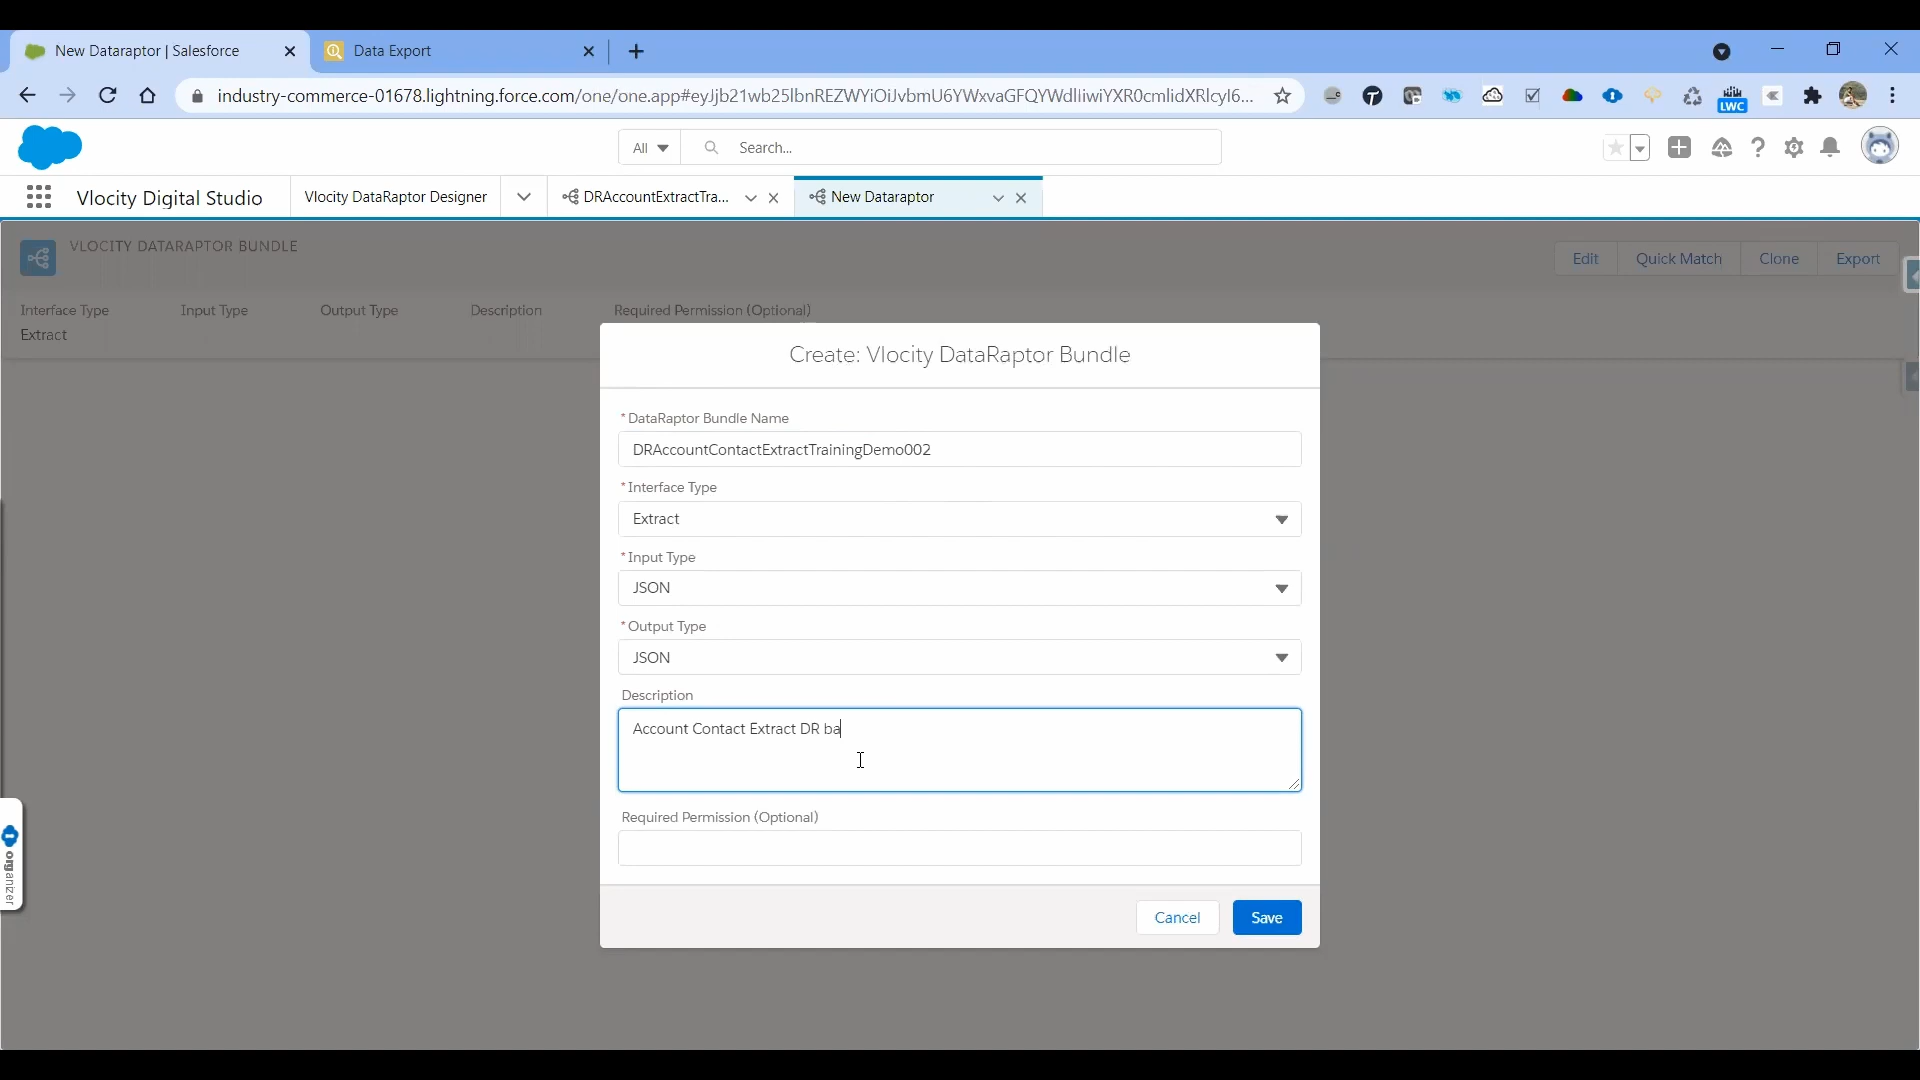 New Dataraptor | Salesforce
Data Export
industry-commerce-01678.lightning.force.com/one/one.app#eyJjb21wb25lbnREZWYiOiJvbmU6YWxvaGFQYWdlIiwiYXR0cmlidXRlcyI6...
LWC
All
Search...
Vlocity Digital Studio
Vlocity DataRaptor Designer
DRAccountExtractTra...
New Dataraptor
VLOCITY DATARAPTOR BUNDLE
Edit
Quick Match
Clone
Export
Interface Type
Input Type
Output Type
Description
Required Permission (Optional)
Extract
Create: Vlocity DataRaptor Bundle
* DataRaptor Bundle Name
DRAccountContactExtractTrainingDemo002
* Interface Type
Extract
* Input Type
JSON
* Output Type
JSON
Description
Account Contact Extract DR ba
Required Permission (Optional)
Cancel
Save
organizer